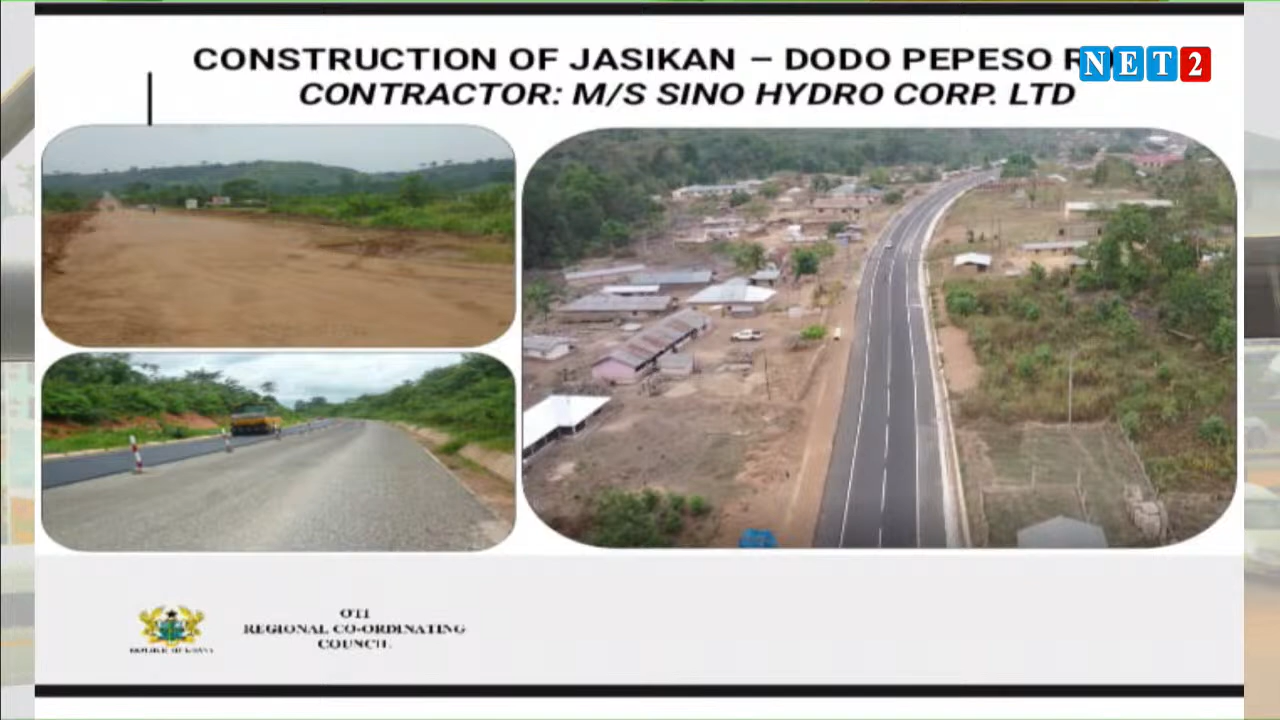 CONSTRUCTION OF JASIKAN – DODO PEPESO
NET2
CONTRACTOR: M/S SINO HYDRO CORP. LTD
OTI
REGIONAL CO-ORDINATING
COUNCIL